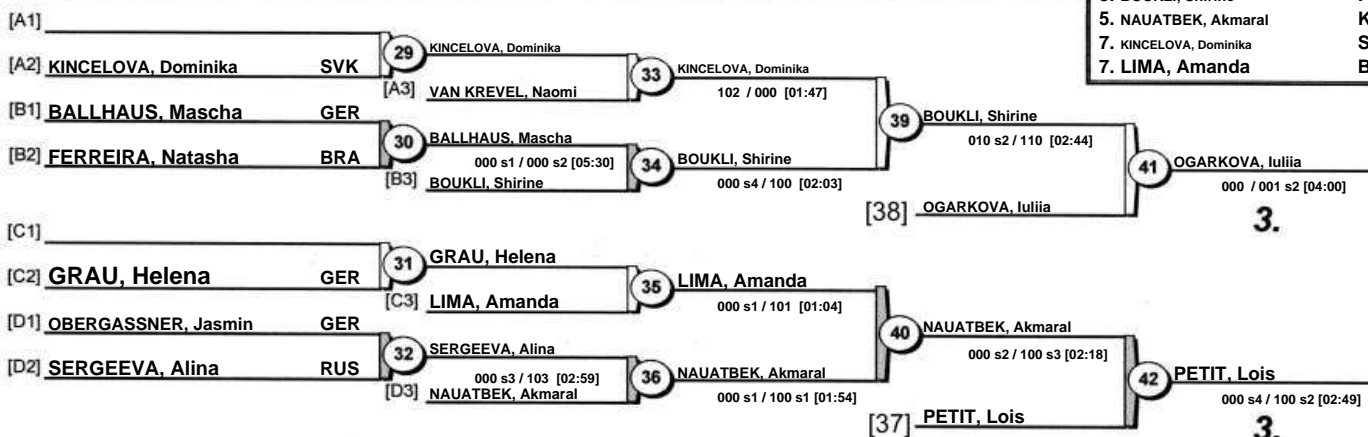 5. NAUATBEK, Akmaral K
7. KINCELOVA, Dominika S
7. LIMA, Amanda B
[A1]
[A2] KINCELOVA, Dominika SVK
[B1] BALLHAUS, Mascha GER
[B2] FERREIRA, Natasha BRA
29 KINCELOVA, Dominika
[A3] VAN KREVEL, Naomi
30 BALLHAUS, Mascha
000 s1 / 000 s2 [05:30]
[B3] BOUKLI, Shirine
33 KINCELOVA, Dominika
102 / 000 [01:47]
34 BOUKLI, Shirine
000 s4 / 100 [02:03]
39 BOUKLI, Shirine
010 s2 / 110 [02:44]
[38] OGARKOVA, Iuliia
41 OGARKOVA, Iuliia
000 / 001 s2 [04:00]
3.
[C1]
[C2] GRAU, Helena GER
[D1] OBERGASSNER, Jasmin GER
[D2] SERGEEVA, Alina RUS
31 GRAU, Helena
[C3] LIMA, Amanda
32 SERGEEVA, Alina
000 s3 / 103 [02:59]
[D3] NAUATBEK, Akmaral
35 LIMA, Amanda
000 s1 / 101 [01:04]
36 NAUATBEK, Akmaral
000 s1 / 100 s1 [01:54]
40 NAUATBEK, Akmaral
000 s2 / 100 s3 [02:18]
[37] PETIT, Lois
42 PETIT, Lois
000 s4 / 100 s2 [02:49]
3.